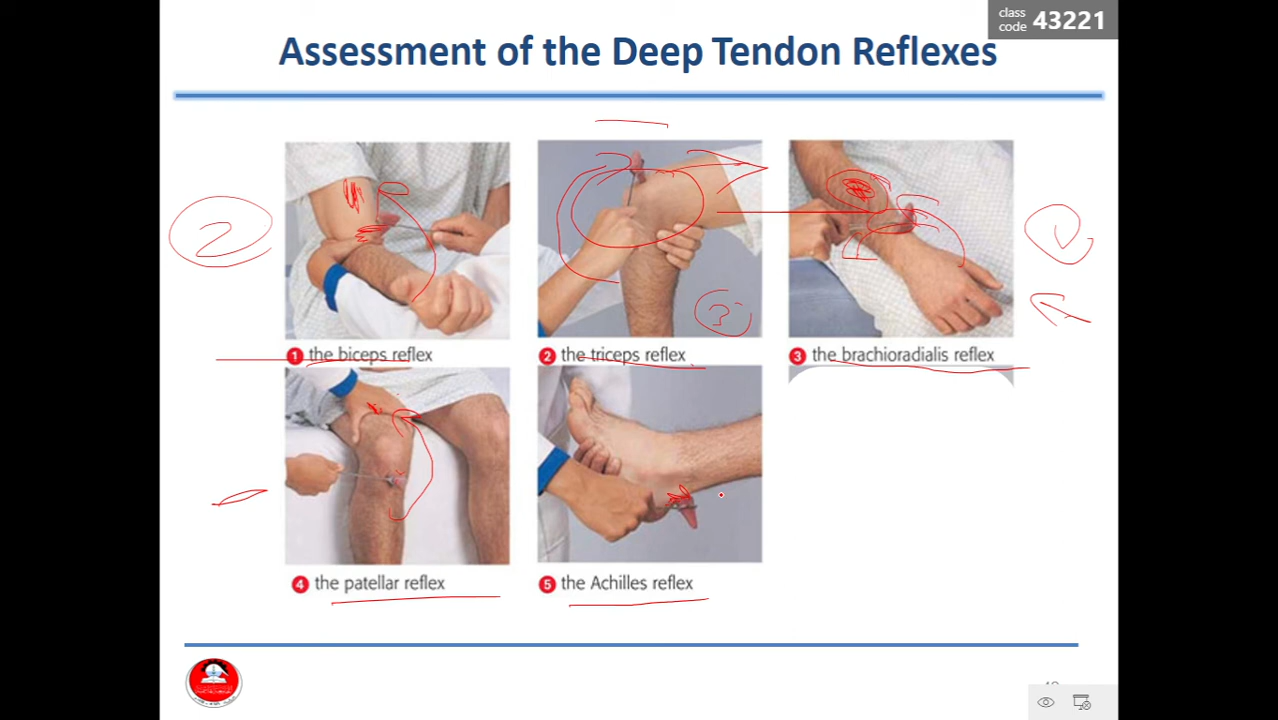 class code 43221
Assessment of the Deep Tendon Reflexes
2
?
1 the biceps reflex
2 the triceps reflex
3 the brachioradialis reflex
4 the patellar reflex
5 the Achilles reflex